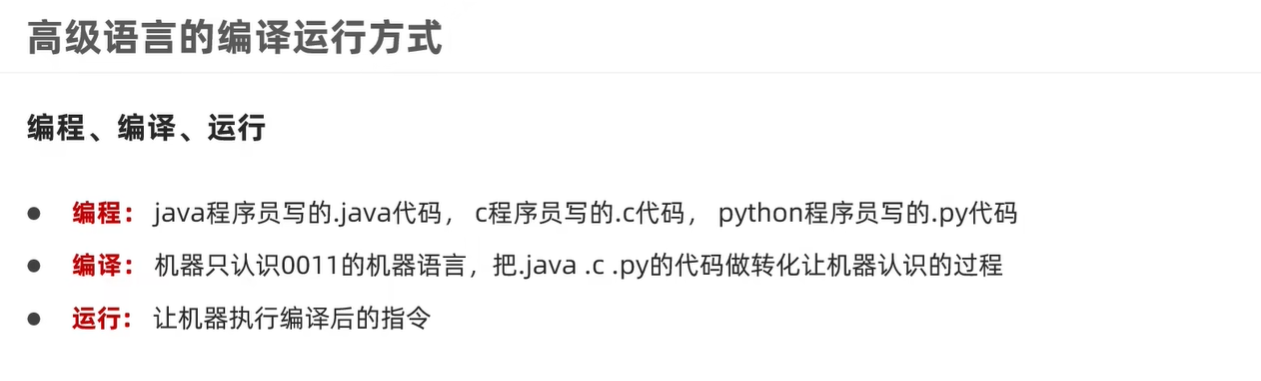 高级语言的编译运行方式
编程、编译、运行
● 编程： java程序员写的.java代码， c程序员写的.c代码， python程序员写的.py代码
● 编译： 机器只认识0011的机器语言，把.java .c .py的代码做转化让机器认识的过程
● 运行： 让机器执行编译后的指令